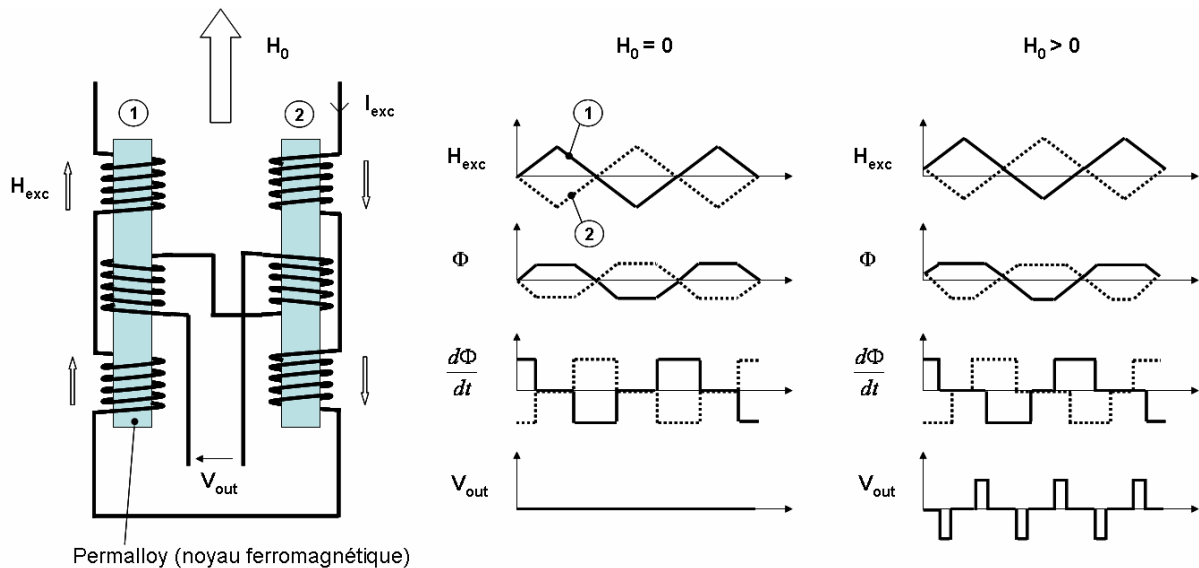 H0
1
2
Iexc
Hexc
Vout
Permalloy (noyau ferromagnétique)
H0 = 0
Hexc
1
2
Φ
dΦ
dt
Vout
H0 > 0
Hexc
Φ
dΦ
dt
Vout